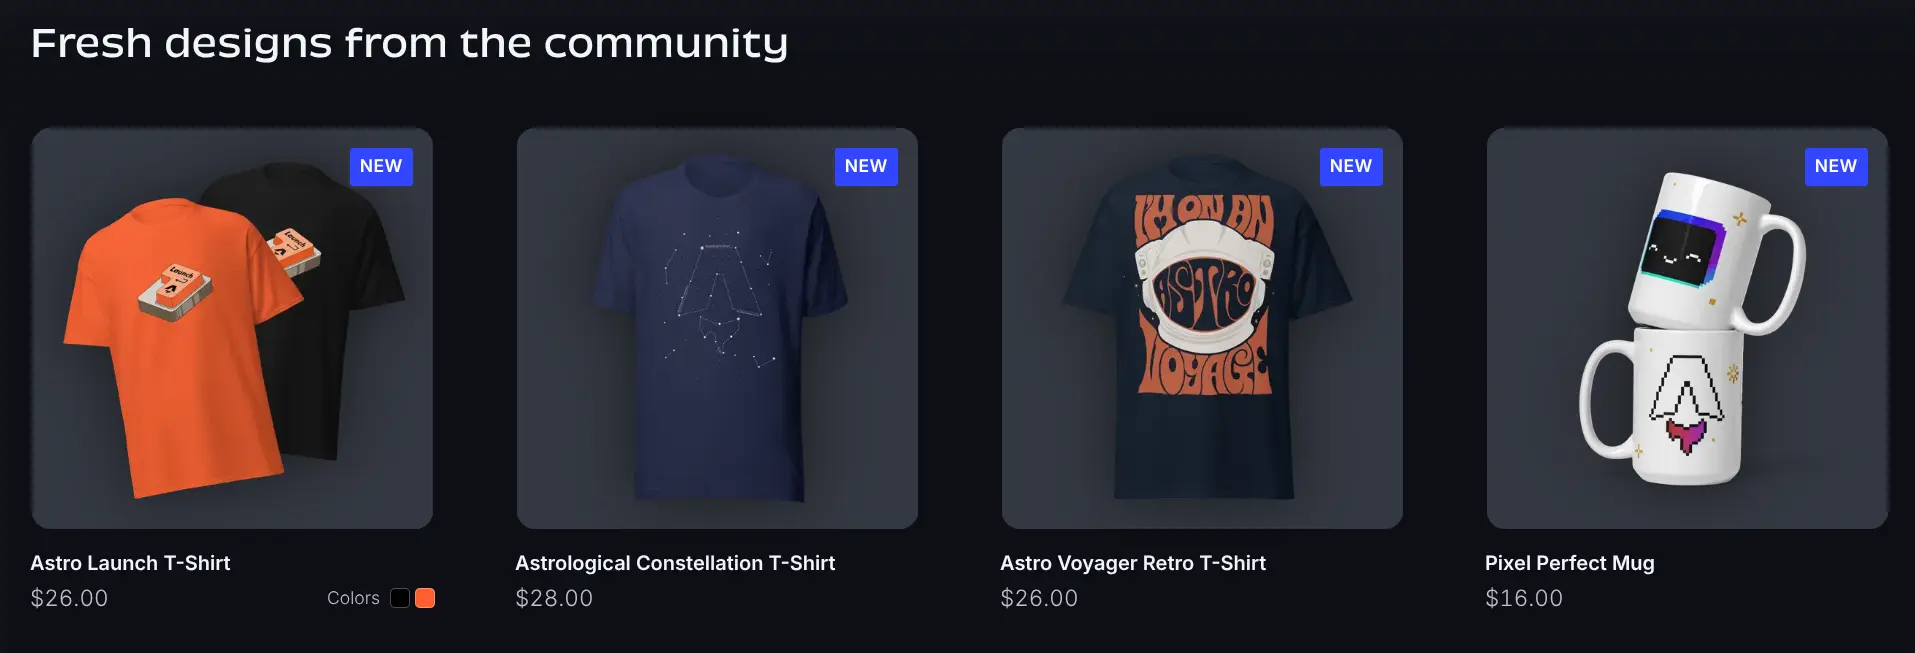 Fresh designs from the community
NEW
Launch
Launch
Astro Launch T-Shirt
$26.00
Colors
NEW
Astrological Constellation T-Shirt
$28.00
NEW
I'M ON AN
ASTRO
VOYAGE
Astro Voyager Retro T-Shirt
$26.00
NEW
Pixel Perfect Mug
$16.00